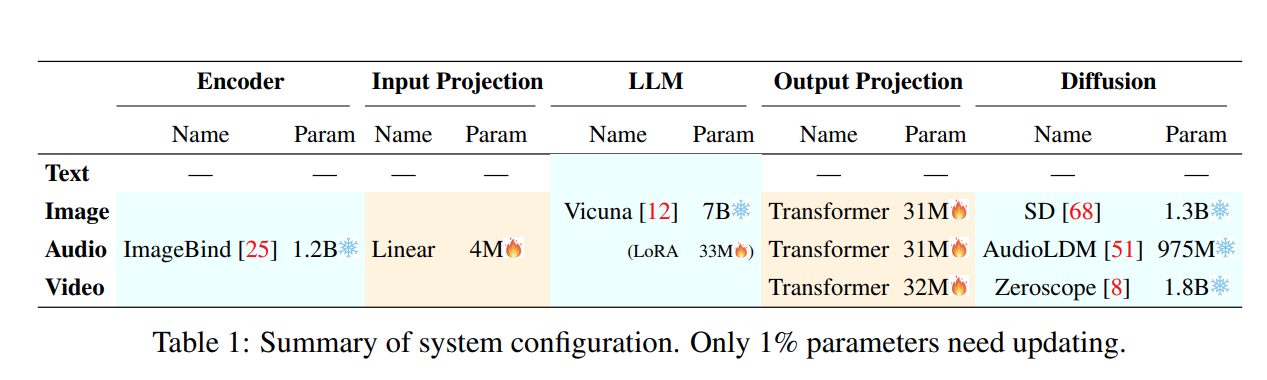 Encoder Input Projection LLM Output Projection Diffusion
Name Param Name Param Name Param Name Param Name Param
Text — — — — — — — —
Image Vicuna [12] 7B❄️ Transformer 31M🔥 SD [68] 1.3B❄️
Audio ImageBind [25] 1.2B❄️ Linear 4M🔥 (LoRA 33M🔥) Transformer 31M🔥 AudioLDM [51] 975M❄️
Video Transformer 32M🔥 Zeroscope [8] 1.8B❄️
Table 1: Summary of system configuration. Only 1% parameters need updating.